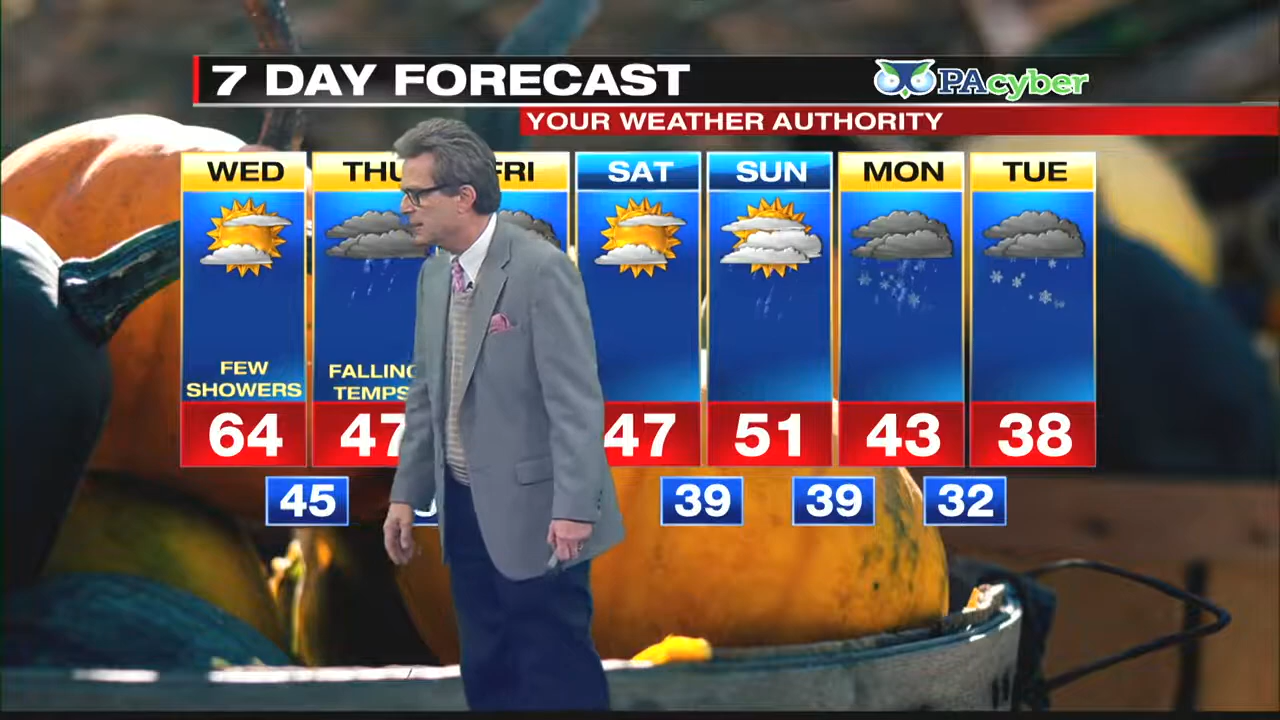 7 DAY FORECAST
PAcyber
YOUR WEATHER AUTHORITY
WED THU FRI SAT SUN MON TUE
FEW
SHOWERS
FALLING
TEMPS
64 47 47 51 43 38
45 39 39 32